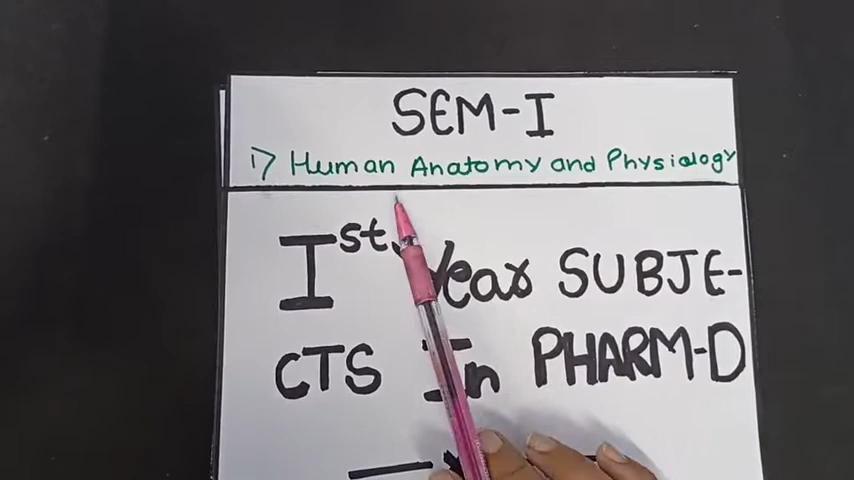 SEM-I
1) Human Anatomy and Physiology
Ist year SUBJE-
CTS In PHARM-D